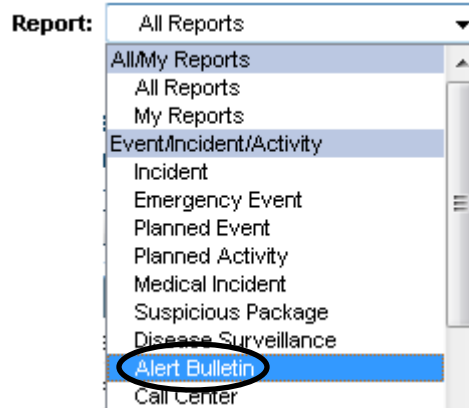 Report: All Reports
All/My Reports
All Reports
My Reports
Event/Incident/Activity
Incident
Emergency Event
Planned Event
Planned Activity
Medical Incident
Suspicious Package
Disease Surveillance
Alert Bulletin
Call Center